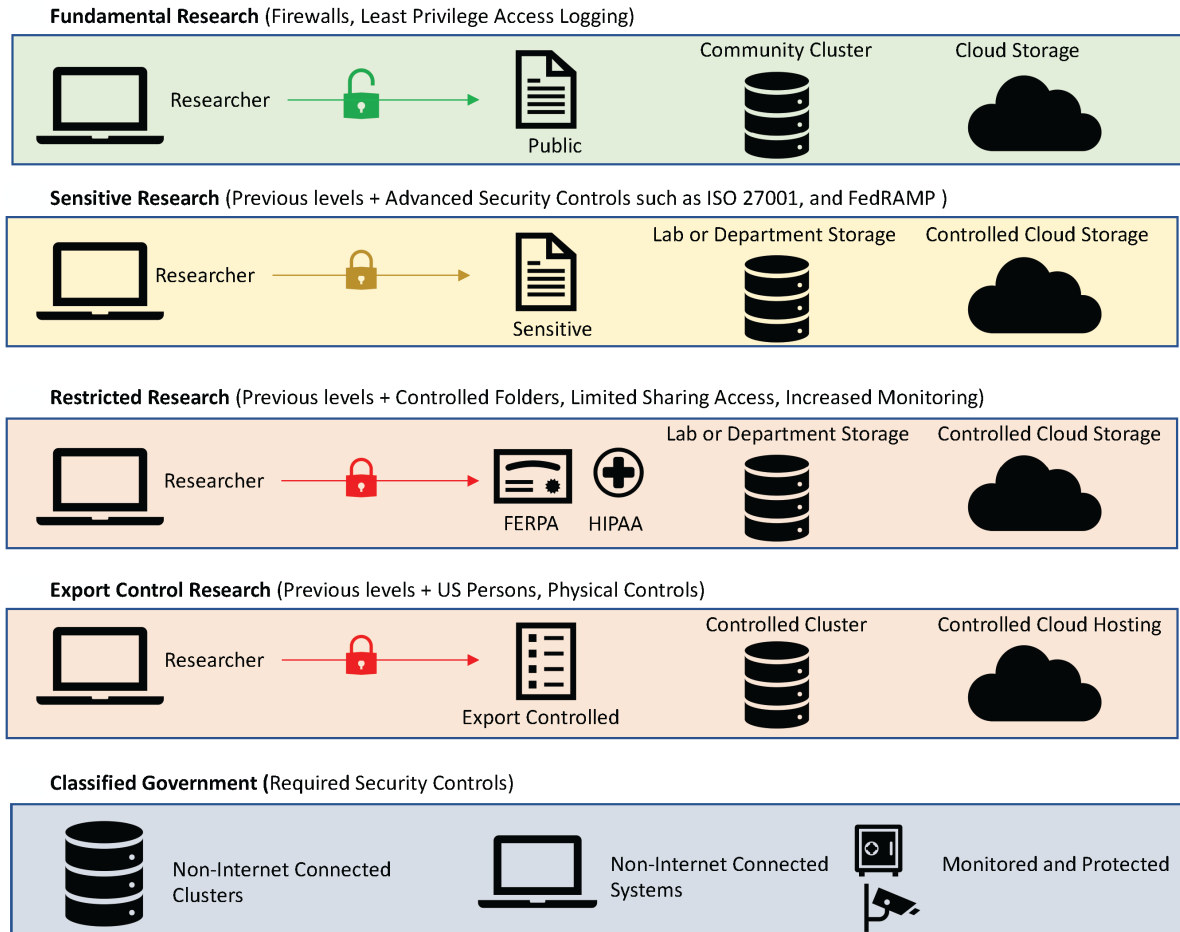 Fundamental Research (Firewalls, Least Privilege Access Logging)
Researcher
Public
Community Cluster
Cloud Storage
Sensitive Research (Previous levels + Advanced Security Controls such as ISO 27001, and FedRAMP )
Researcher
Sensitive
Lab or Department Storage
Controlled Cloud Storage
Restricted Research (Previous levels + Controlled Folders, Limited Sharing Access, Increased Monitoring)
Researcher
FERPA
HIPAA
Lab or Department Storage
Controlled Cloud Storage
Export Control Research (Previous levels + US Persons, Physical Controls)
Researcher
Export Controlled
Controlled Cluster
Controlled Cloud Hosting
Classified Government (Required Security Controls)
Non-Internet Connected
Clusters
Non-Internet Connected
Systems
Monitored and Protected